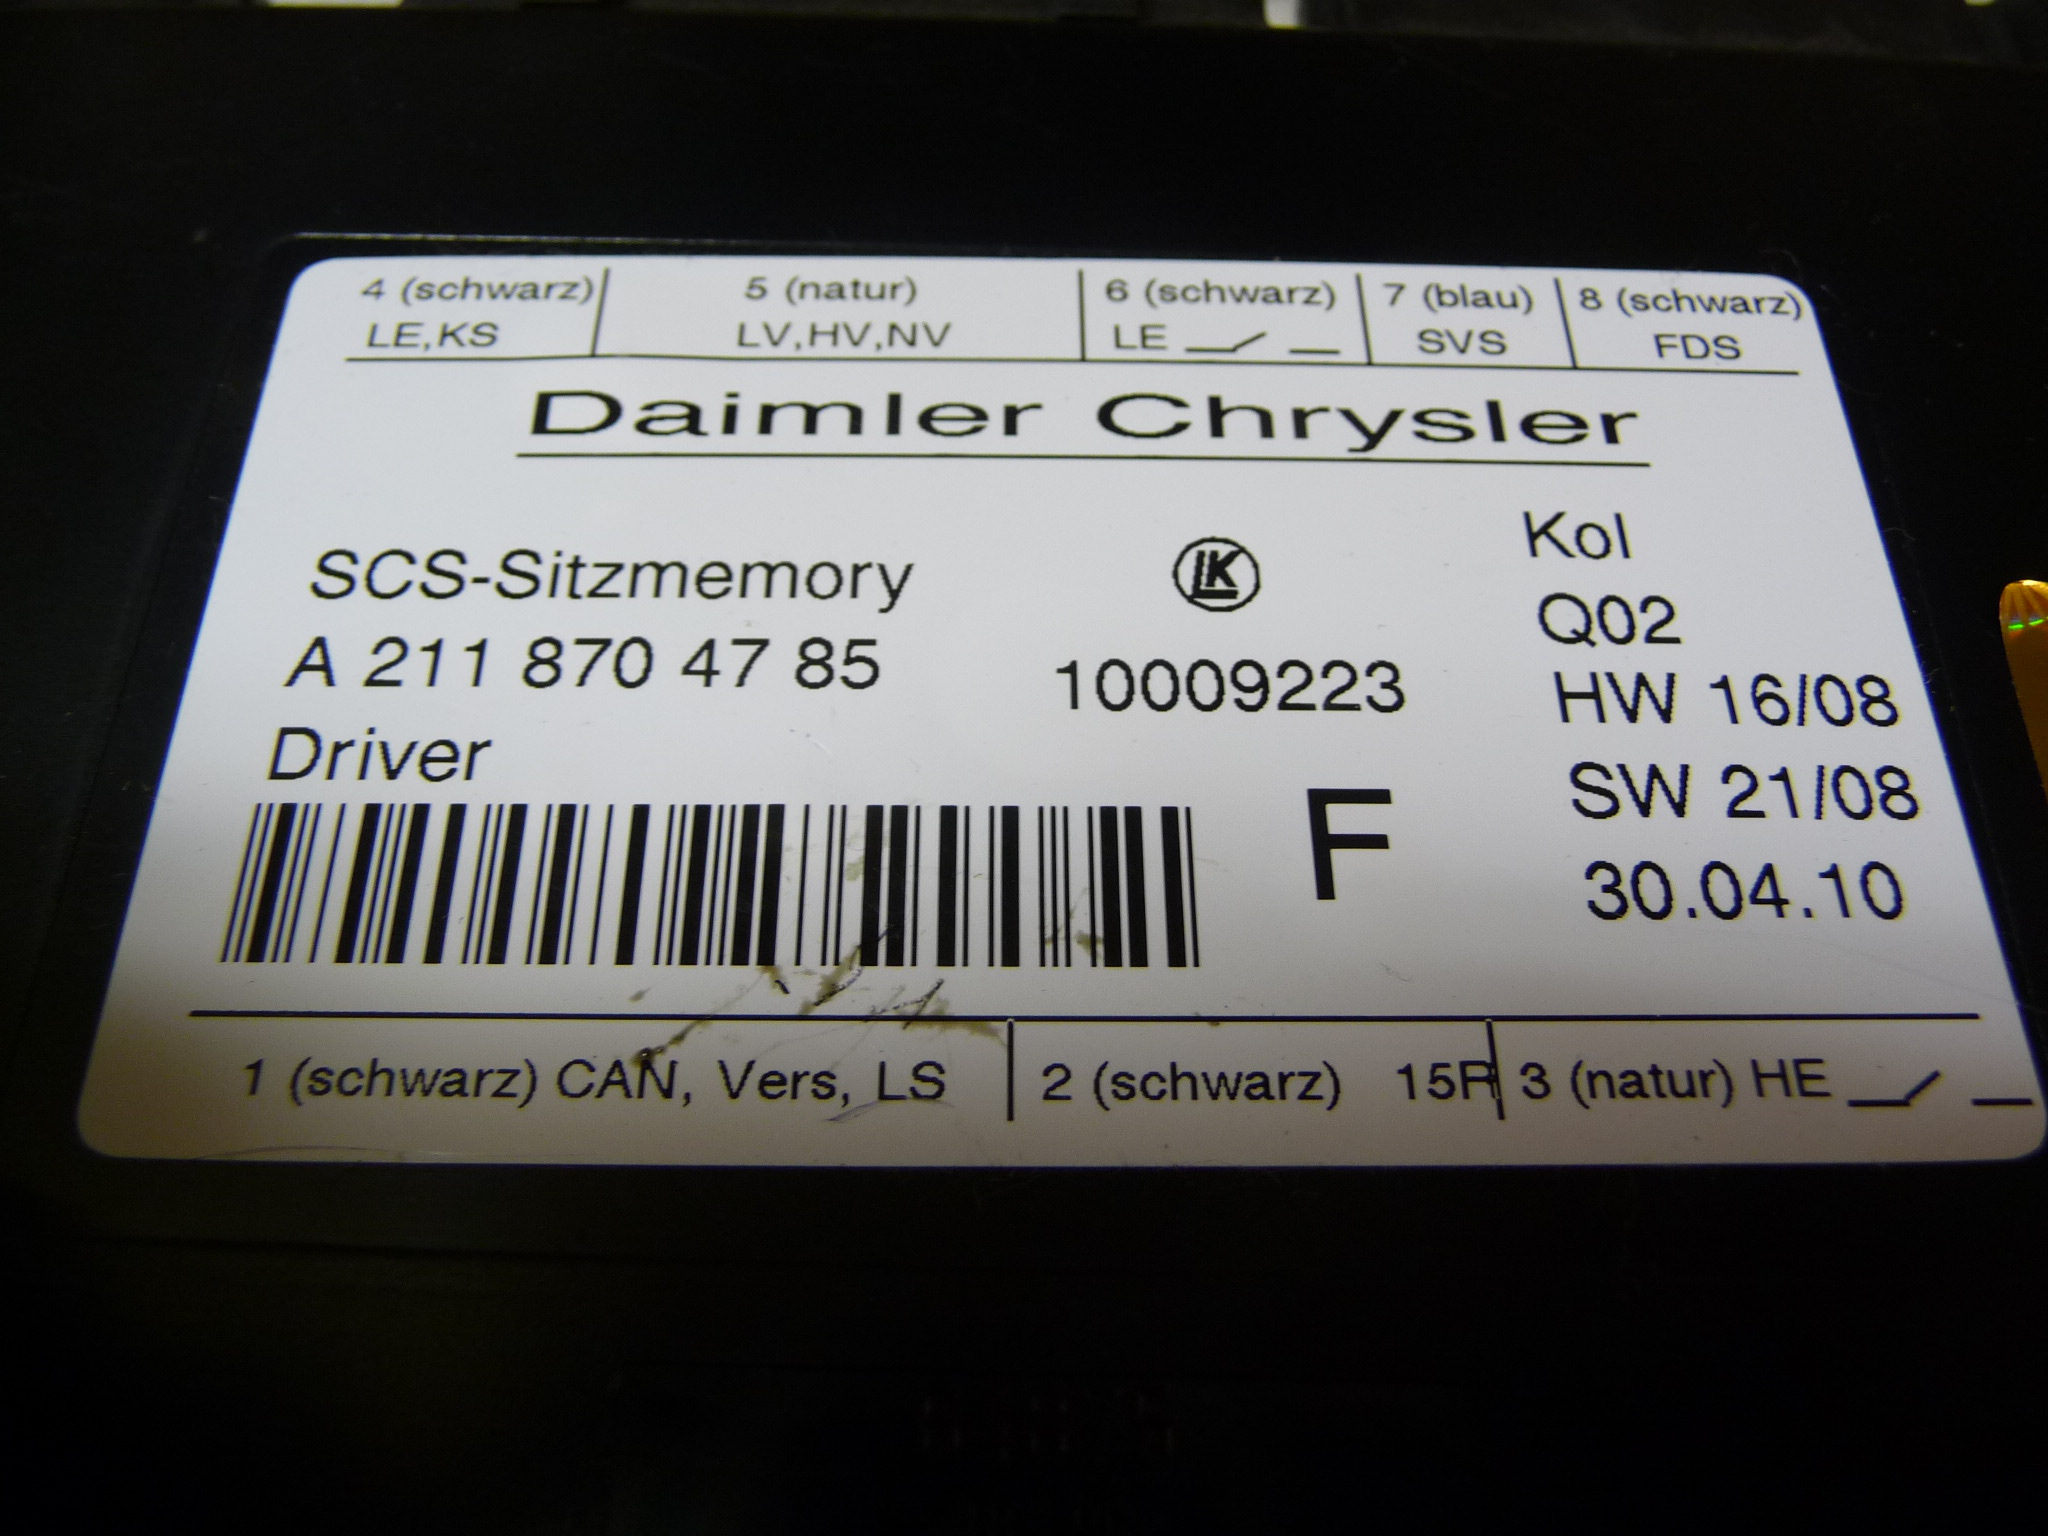 4 (schwarz) 5 (natur) 6 (schwarz) 7 (blau) 8 (schwarz)
LE,KS LV,HV,NV LE SVS FDS
Daimler Chrysler
SCS-Sitzmemory LK Kol
Q02
A 211 870 47 85 10009223 HW 16/08
Driver SW 21/08
F 30.04.10
1 (schwarz) CAN, Vers, LS 2 (schwarz) 15R 3 (natur) HE